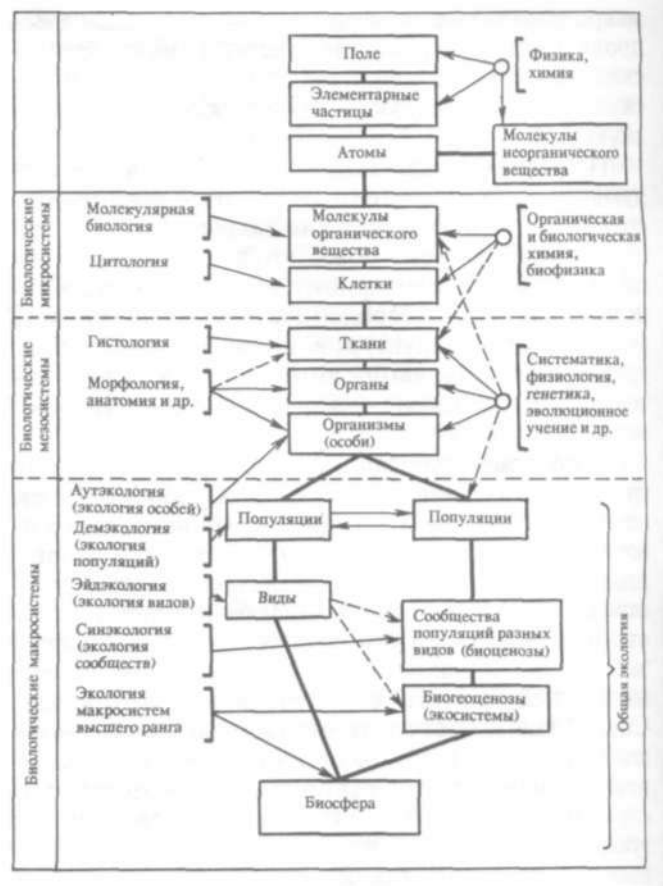 Поле
Физика,
химия
Элементарные
частицы
Атомы
Молекулы
неорганического
вещества
Биологические
микросистемы
Молекулярная
биология
Молекулы
органического
вещества
Органическая
и биологическая
химия,
биофизика
Цитология
Клетки
Биологические
мезосистемы
Гистология
Ткани
Морфология,
анатомия и др.
Органы
Организмы
(особи)
Систематика,
физиология,
генетика,
эволюционное
учение и др.
Биологические макросистемы
Аутэкология
(экология особей)
Популяции
Популяции
Демэкология
(экология
популяций)
Эйдэкология
(экология видов)
Виды
Синэкология
(экология
сообществ)
Сообщества
популяций разных
видов (биоценозы)
Экология
макросистем
высшего ранга
Биогеоценозы
(экосистемы)
Биосфера
Общая экология